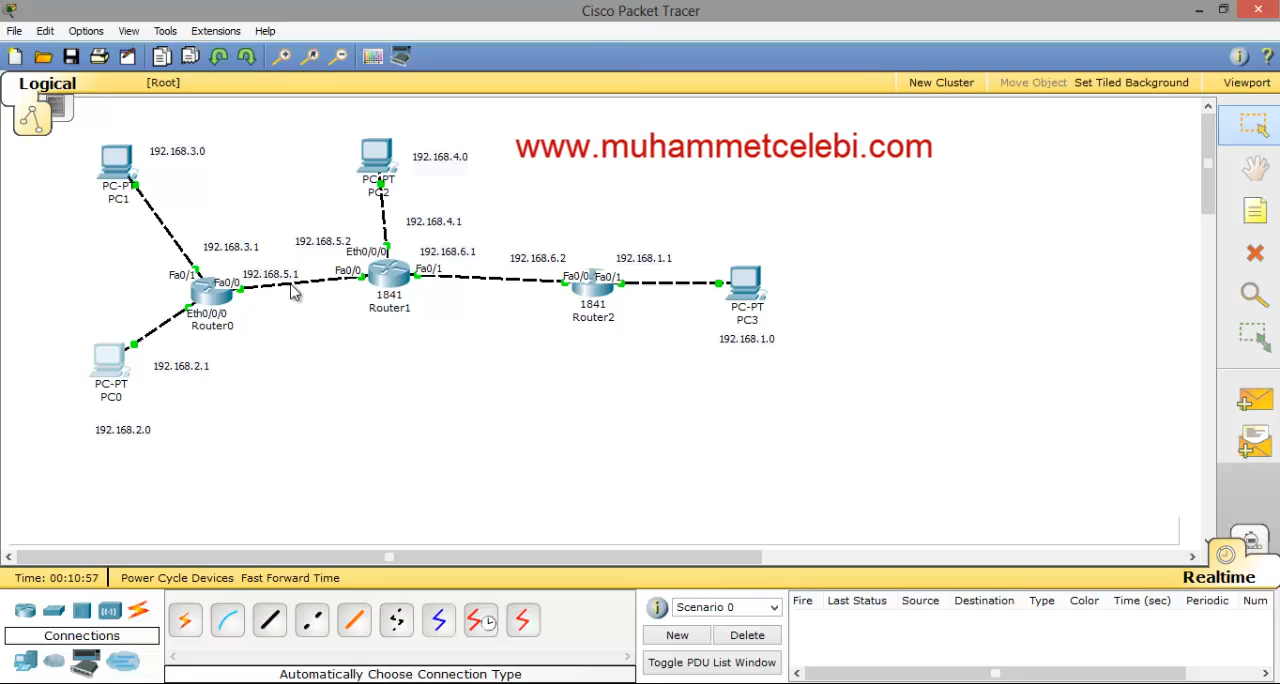 Cisco Packet Tracer
File Edit Options View Tools Extensions Help
Logical [Root] New Cluster Move Object Set Tiled Background Viewport
www.muhammetcelebi.com
192.168.3.0
PC-PT
PC1
192.168.4.0
PC-PT
PC2
192.168.4.1
192.168.3.1
192.168.5.2
Eth0/0/0
192.168.6.1
192.168.6.2
192.168.1.1
Fa0/1
Fa0/0
192.168.5.1
Fa0/0
Fa0/1
Fa0/0
Fa0/1
1841
Router1
1841
Router2
PC-PT
PC3
192.168.1.0
Eth0/0/0
Router0
192.168.2.1
PC-PT
PC0
192.168.2.0
Time: 00:10:57 Power Cycle Devices Fast Forward Time
Realtime
Connections
Automatically Choose Connection Type
Scenario 0
New Delete
Toggle PDU List Window
Fire Last Status Source Destination Type Color Time (sec) Periodic Num